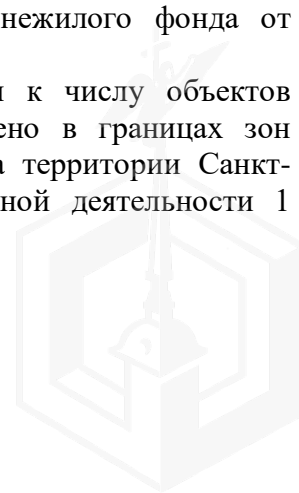 нежилого фонда от
к числу объектов
ено в границах зон
территории Санкт-
ной деятельности 1